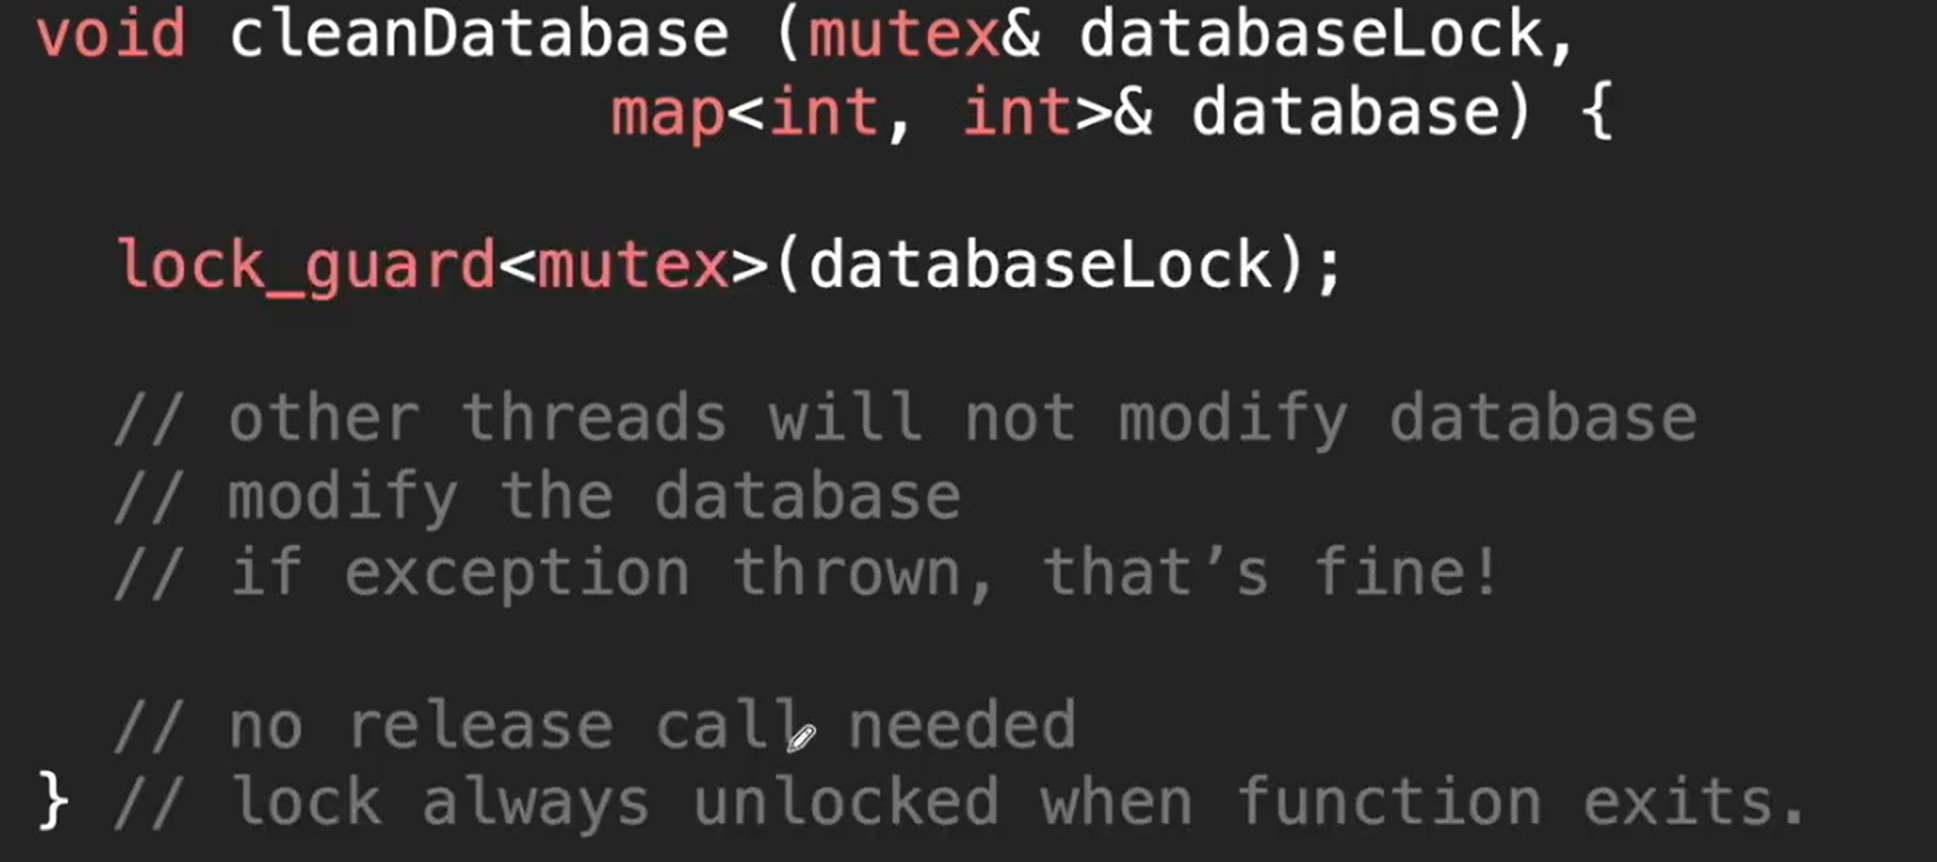 void cleanDatabase (mutex& databaseLock,
map<int, int>& database) {
lock_guard<mutex>(databaseLock);
// other threads will not modify database
// modify the database
// if exception thrown, that’s fine!
// no release call needed
} // lock always unlocked when function exits.